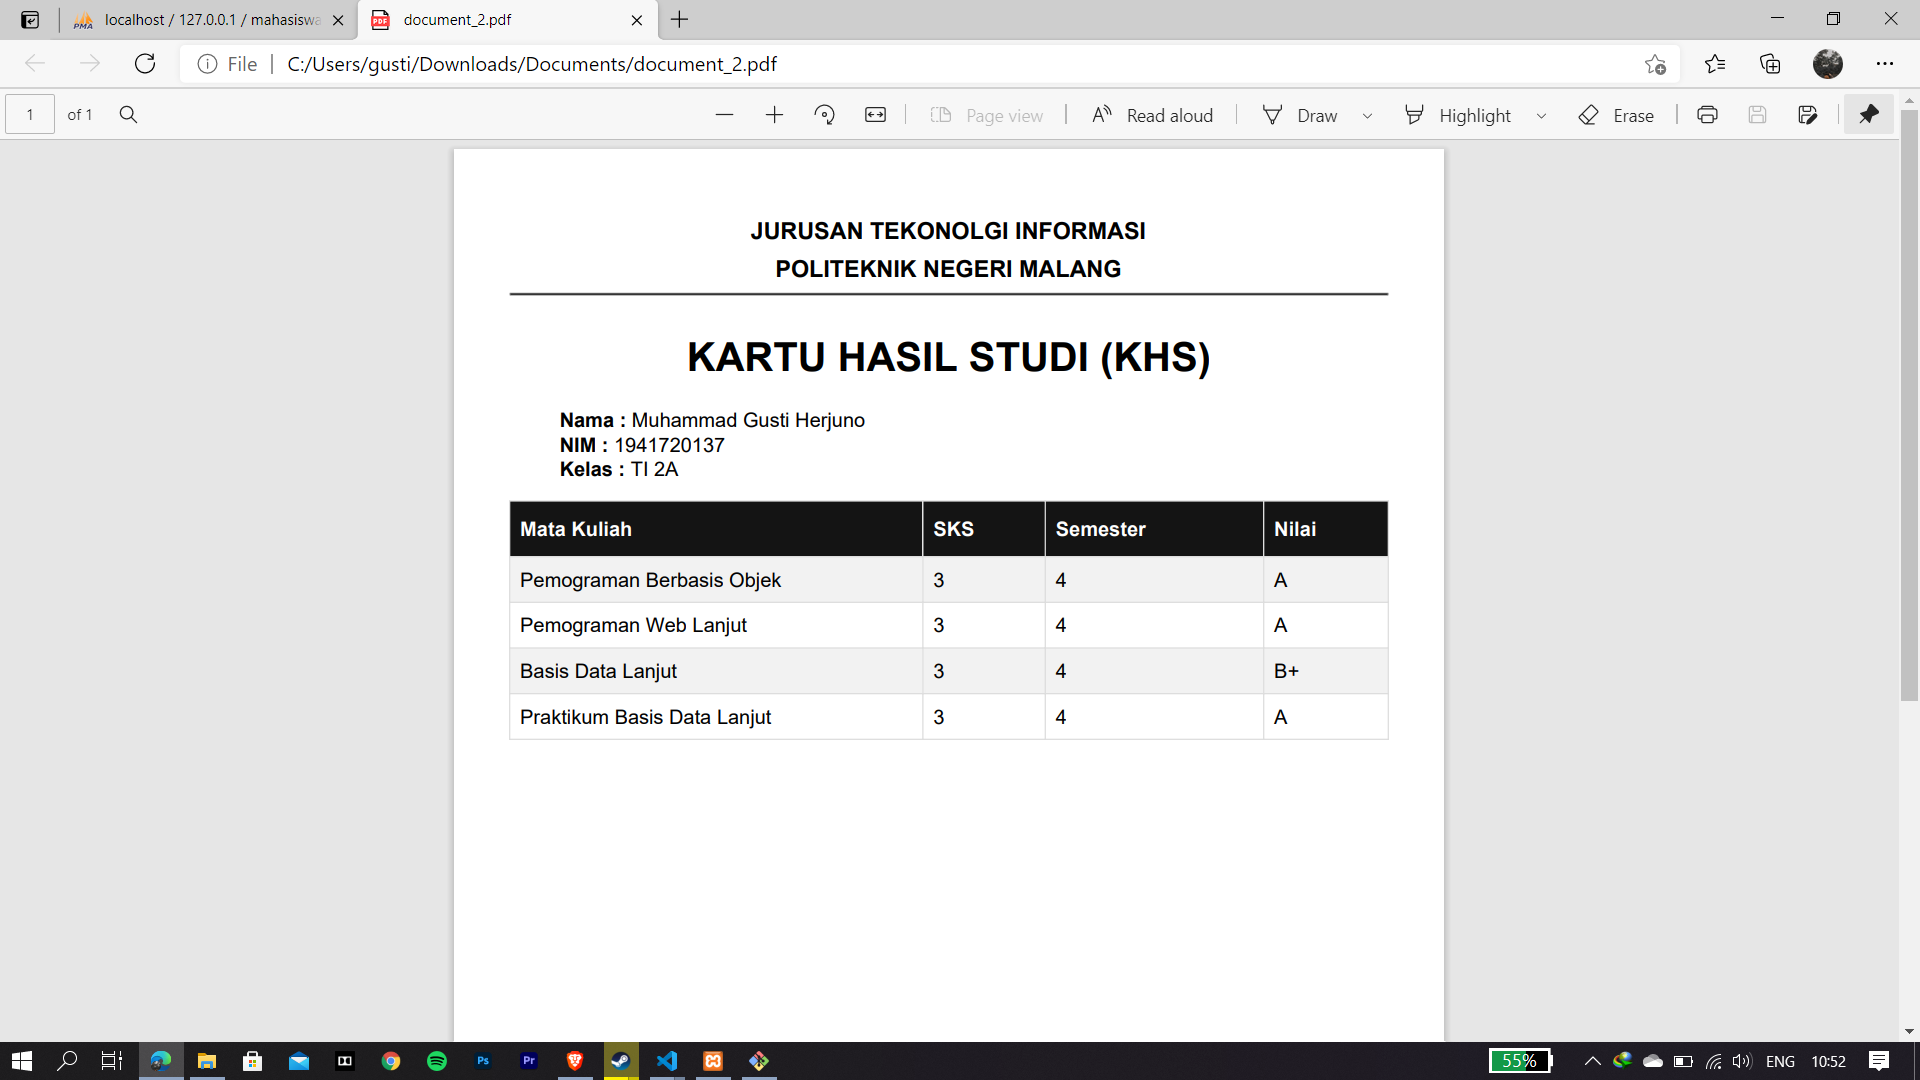 localhost / 127.0.0.1 / mahasiswa
document_2.pdf
File
C:/Users/gusti/Downloads/Documents/document_2.pdf
1 of 1
Page view
Read aloud
Draw
Highlight
Erase
JURUSAN TEKONOLGI INFORMASI
POLITEKNIK NEGERI MALANG
KARTU HASIL STUDI (KHS)
Nama : Muhammad Gusti Herjuno
NIM : 1941720137
Kelas : TI 2A
Mata Kuliah SKS Semester Nilai
Pemograman Berbasis Objek 3 4 A
Pemograman Web Lanjut 3 4 A
Basis Data Lanjut 3 4 B+
Praktikum Basis Data Lanjut 3 4 A
55%
ENG
10:52